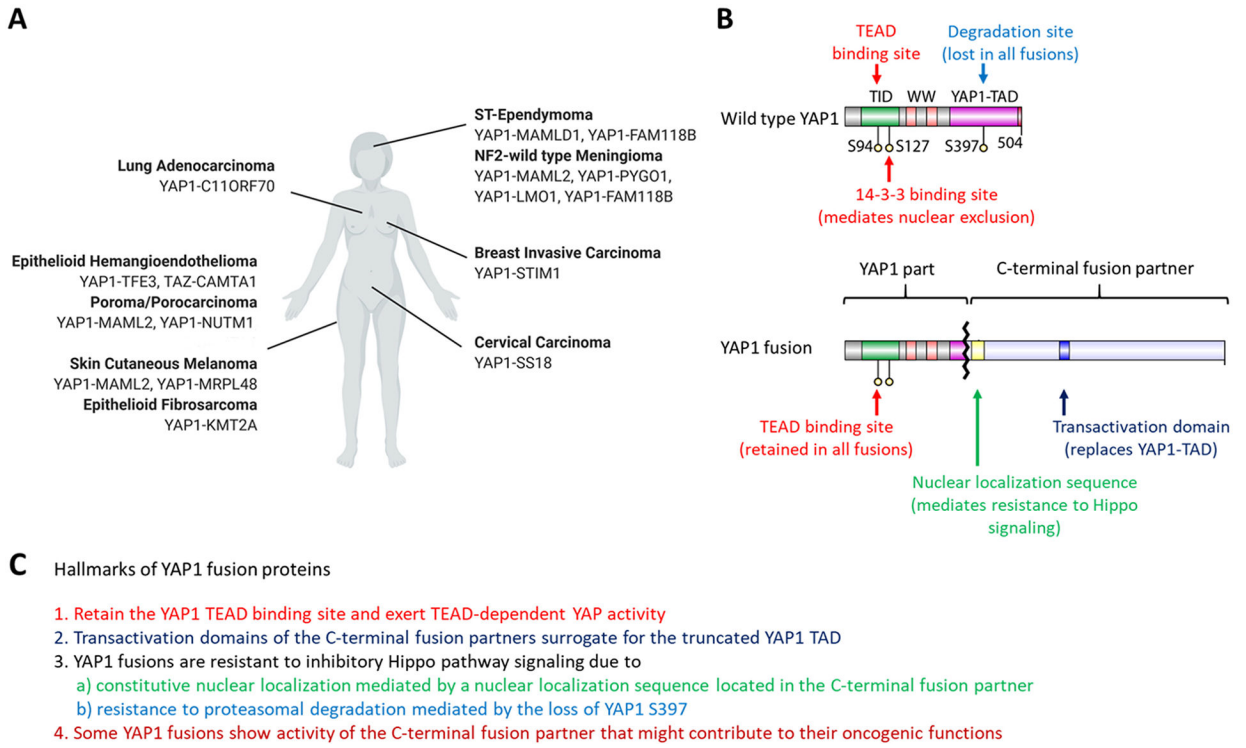 A
Lung Adenocarcinoma
YAP1-C11ORF70
Epithelioid Hemangioendothelioma
YAP1-TFE3, TAZ-CAMTA1
Poroma/Porocarcinoma
YAP1-MAML2, YAP1-NUTM1
Skin Cutaneous Melanoma
YAP1-MAML2, YAP1-MRPL48
Epithelioid Fibrosarcoma
YAP1-KMT2A
ST-Ependymoma
YAP1-MAMLD1, YAP1-FAM118B
NF2-wild type Meningioma
YAP1-MAML2, YAP1-PYGO1,
YAP1-LMO1, YAP1-FAM118B
Breast Invasive Carcinoma
YAP1-STIM1
Cervical Carcinoma
YAP1-SS18
B
TEAD
binding site
Degradation site
(lost in all fusions)
TID WW YAP1-TAD
Wild type YAP1
S94 S127 S397 504
14-3-3 binding site
(mediates nuclear exclusion)
YAP1 part
C-terminal fusion partner
YAP1 fusion
TEAD binding site
(retained in all fusions)
Transactivation domain
(replaces YAP1-TAD)
Nuclear localization sequence
(mediates resistance to Hippo
signaling)
C
Hallmarks of YAP1 fusion proteins
1. Retain the YAP1 TEAD binding site and exert TEAD-dependent YAP activity
2. Transactivation domains of the C-terminal fusion partners surrogate for the truncated YAP1 TAD
3. YAP1 fusions are resistant to inhibitory Hippo pathway signaling due to
a) constitutive nuclear localization mediated by a nuclear localization sequence located in the C-terminal fusion partner
b) resistance to proteasomal degradation mediated by the loss of YAP1 S397
4. Some YAP1 fusions show activity of the C-terminal fusion partner that might contribute to their oncogenic functions